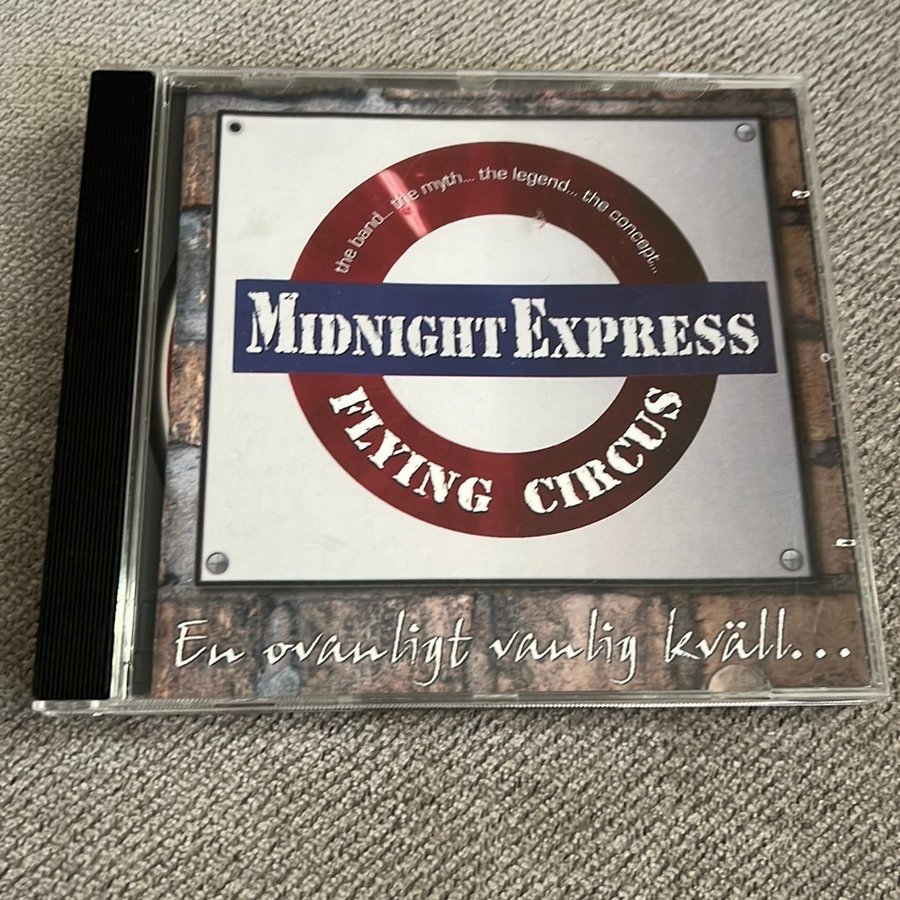 the band... the myth... the legend... the concept...
MIDNIGHT EXPRESS
FLYING CIRCUS
En ovanligt vanlig kväll...